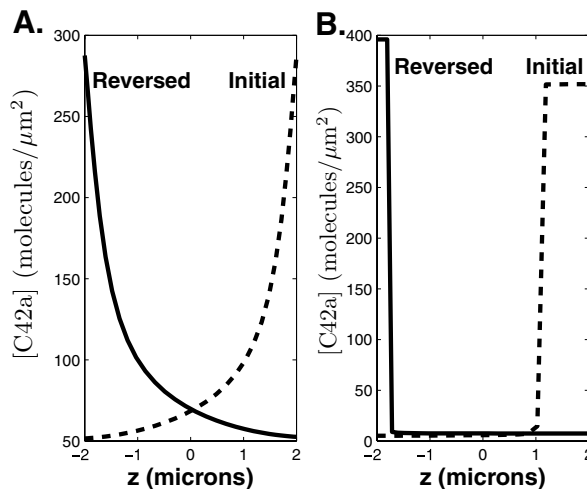 A.
[C42a] (molecules/μm²)
300
250
200
150
100
50
Reversed Initial
−2 −1 0 1 2
z (microns)
B.
[C42a] (molecules/μm²)
400
350
300
250
200
150
100
50
0
Reversed Initial
−2 −1 0 1 2
z (microns)